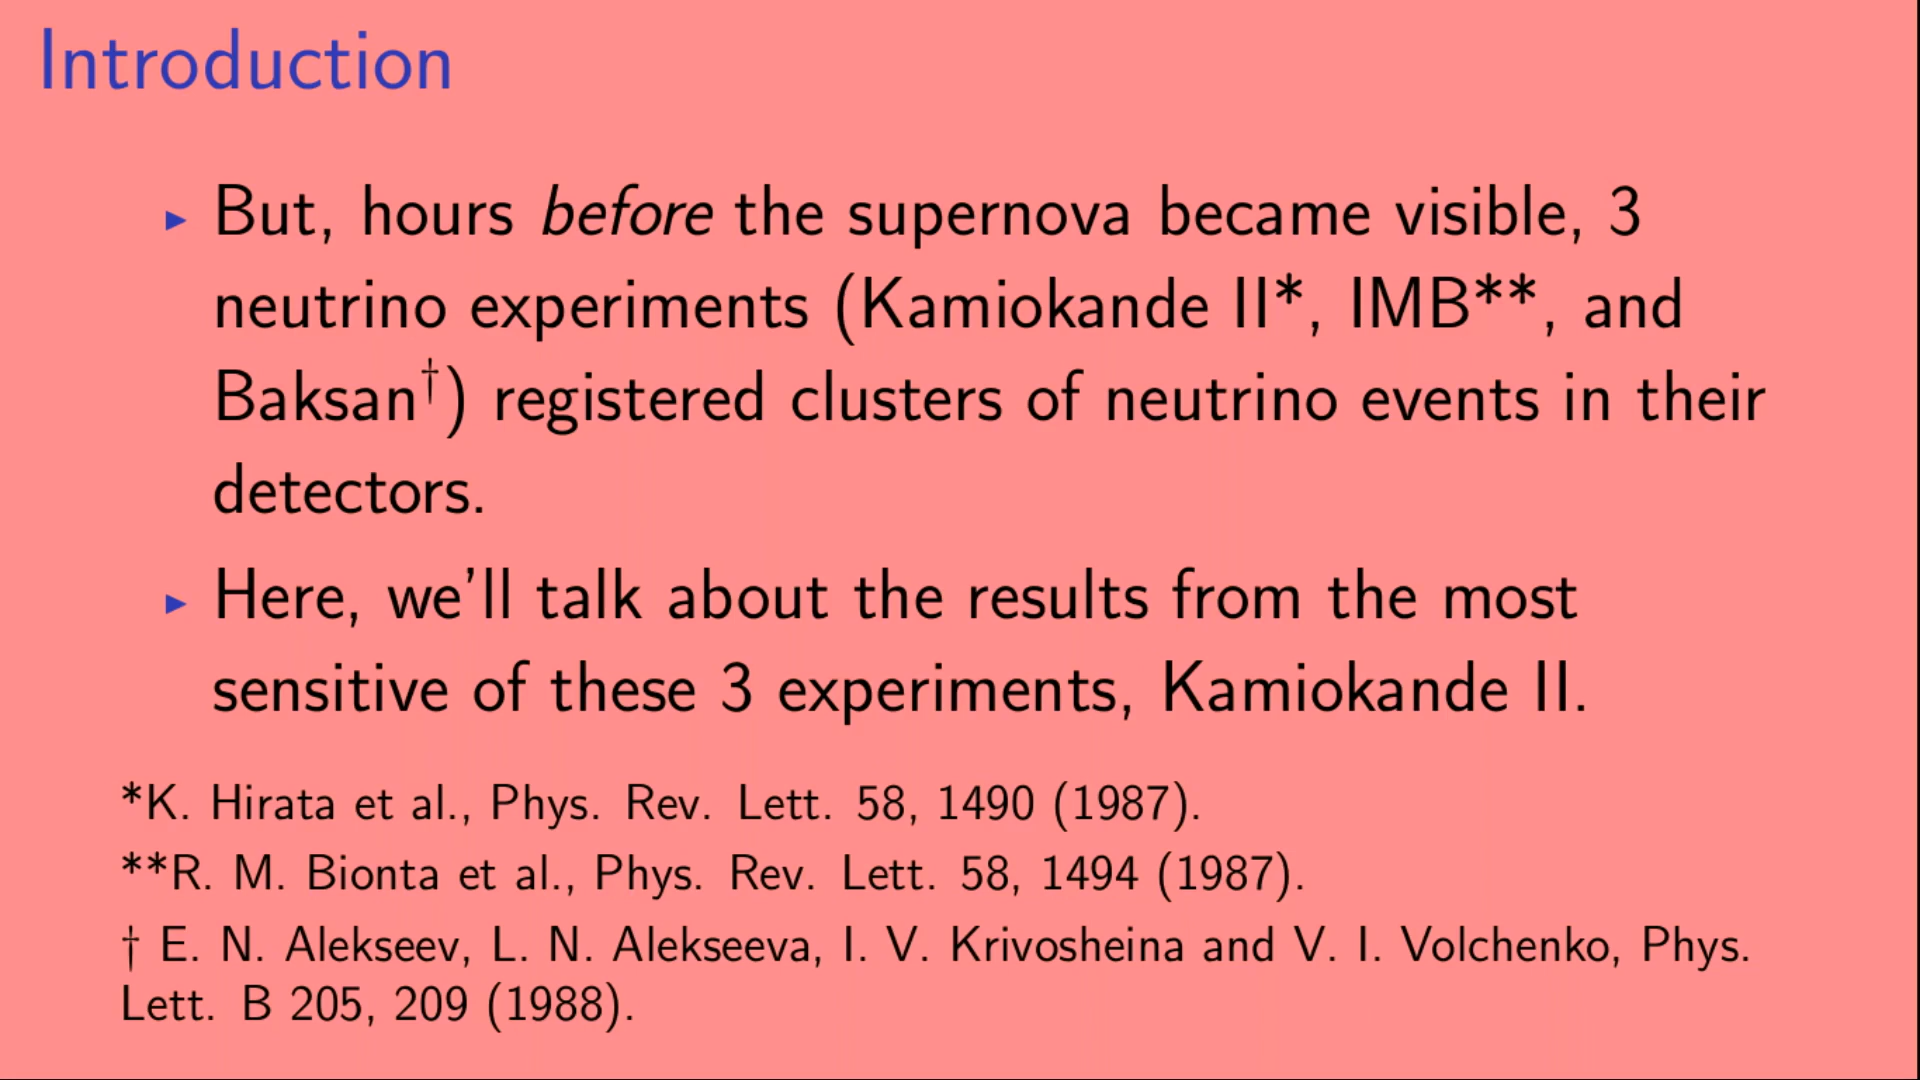 Introduction
▸ But, hours before the supernova became visible, 3
neutrino experiments (Kamiokande II*, IMB**, and
Baksan†) registered clusters of neutrino events in their
detectors.
▸ Here, we'll talk about the results from the most
sensitive of these 3 experiments, Kamiokande II.
*K. Hirata et al., Phys. Rev. Lett. 58, 1490 (1987).
**R. M. Bionta et al., Phys. Rev. Lett. 58, 1494 (1987).
† E. N. Alekseev, L. N. Alekseeva, I. V. Krivosheina and V. I. Volchenko, Phys.
Lett. B 205, 209 (1988).